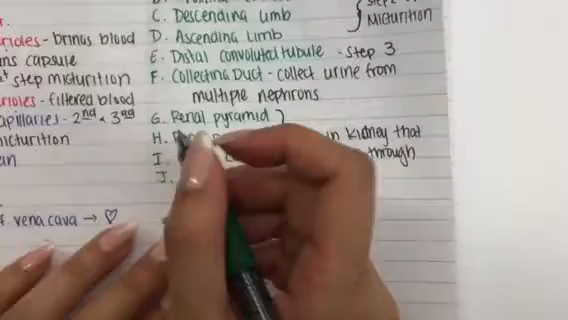 C. Descending limb
micturition
rioles - brings blood
D. Ascending limb
ns capsule
E. Distal convoluted tubule - step 3
step micturition
F. Collecting Duct - collect urine from
multiple nephrons
rioles - filtered blood
apillaries - 2nd & 3rd
G. Renal pyramid }
micturition
H.
in kidney that
I.
through
J.
f. vena cava → ♡